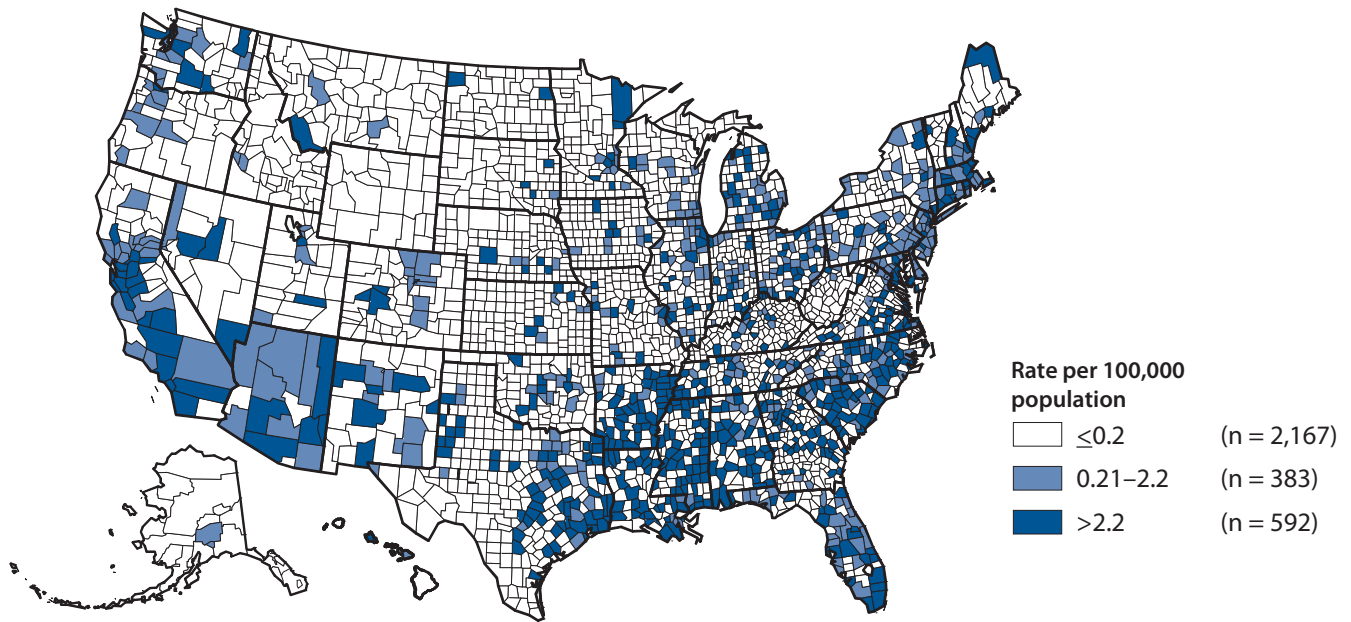 Rate per 100,000
population
≤0.2 (n = 2,167)
0.21–2.2 (n = 383)
>2.2 (n = 592)